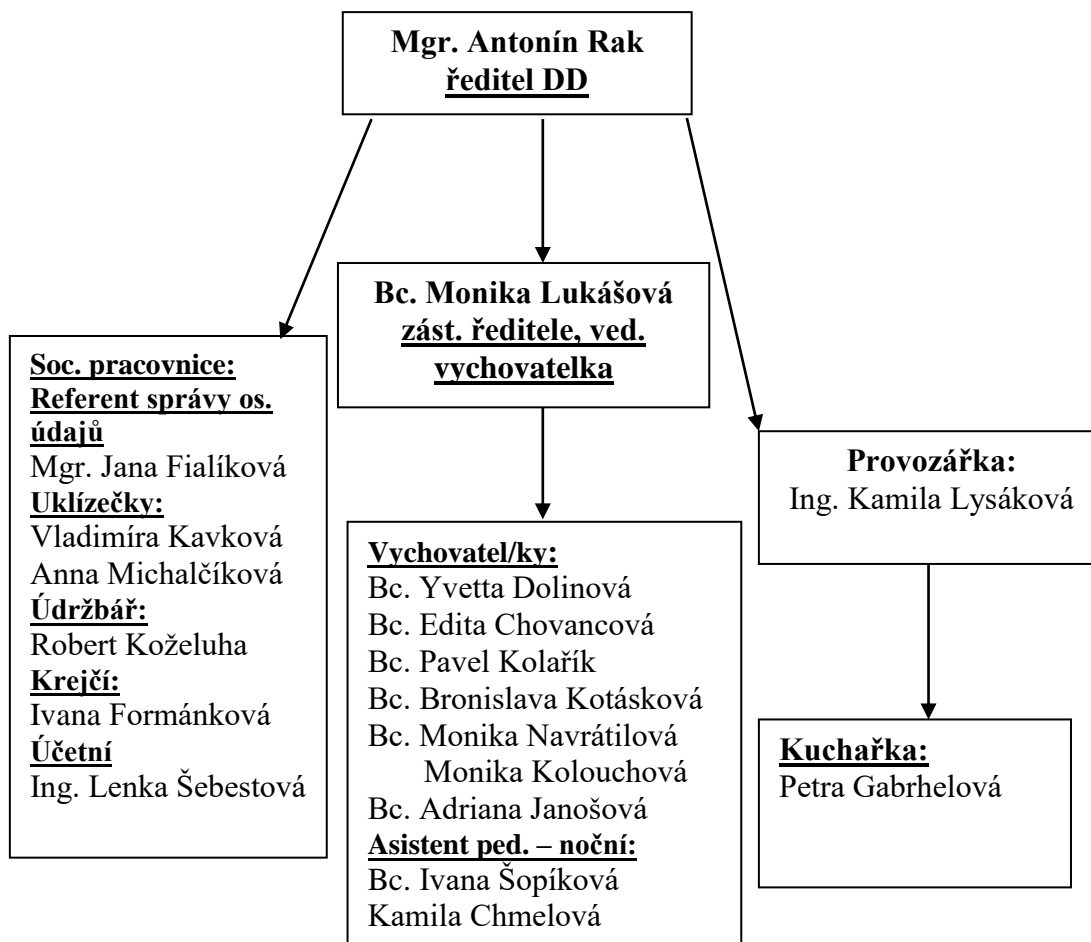 Mgr. Antonín Rak
ředitel DD
Bc. Monika Lukášová
zást. ředitele, ved.
vychovatelka
Soc. pracovnice:
Referent správy os.
údajů
Mgr. Jana Fialíková
Uklízečky:
Vladimíra Kavková
Anna Michalčíková
Údržbář:
Robert Koželuha
Krejčí:
Ivana Formánková
Účetní
Ing. Lenka Šebestová
Vychovatel/ky:
Bc. Yvetta Dolinová
Bc. Edita Chovancová
Bc. Pavel Kolařík
Bc. Bronislava Kotásková
Bc. Monika Navrátilová
Monika Kolouchová
Bc. Adriana Janošová
Asistent ped. – noční:
Bc. Ivana Šopíková
Kamila Chmelová
Provozářka:
Ing. Kamila Lysáková
Kuchařka:
Petra Gabrhelová